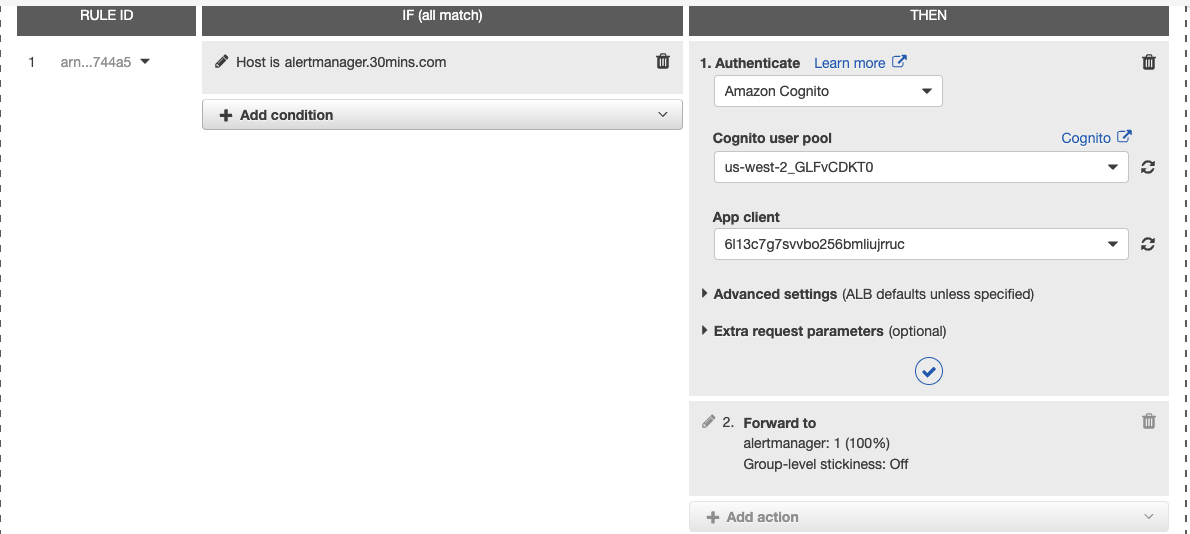 RULE ID IF (all match) THEN
1 arn...744a5 Host is alertmanager.30mins.com
Add condition
1. Authenticate Learn more
Amazon Cognito
Cognito user pool Cognito
us-west-2_GLFvCDKT0
App client
6l13c7g7svvbo256bmliujrruc
Advanced settings (ALB defaults unless specified)
Extra request parameters (optional)
2. Forward to
alertmanager: 1 (100%)
Group-level stickiness: Off
Add action